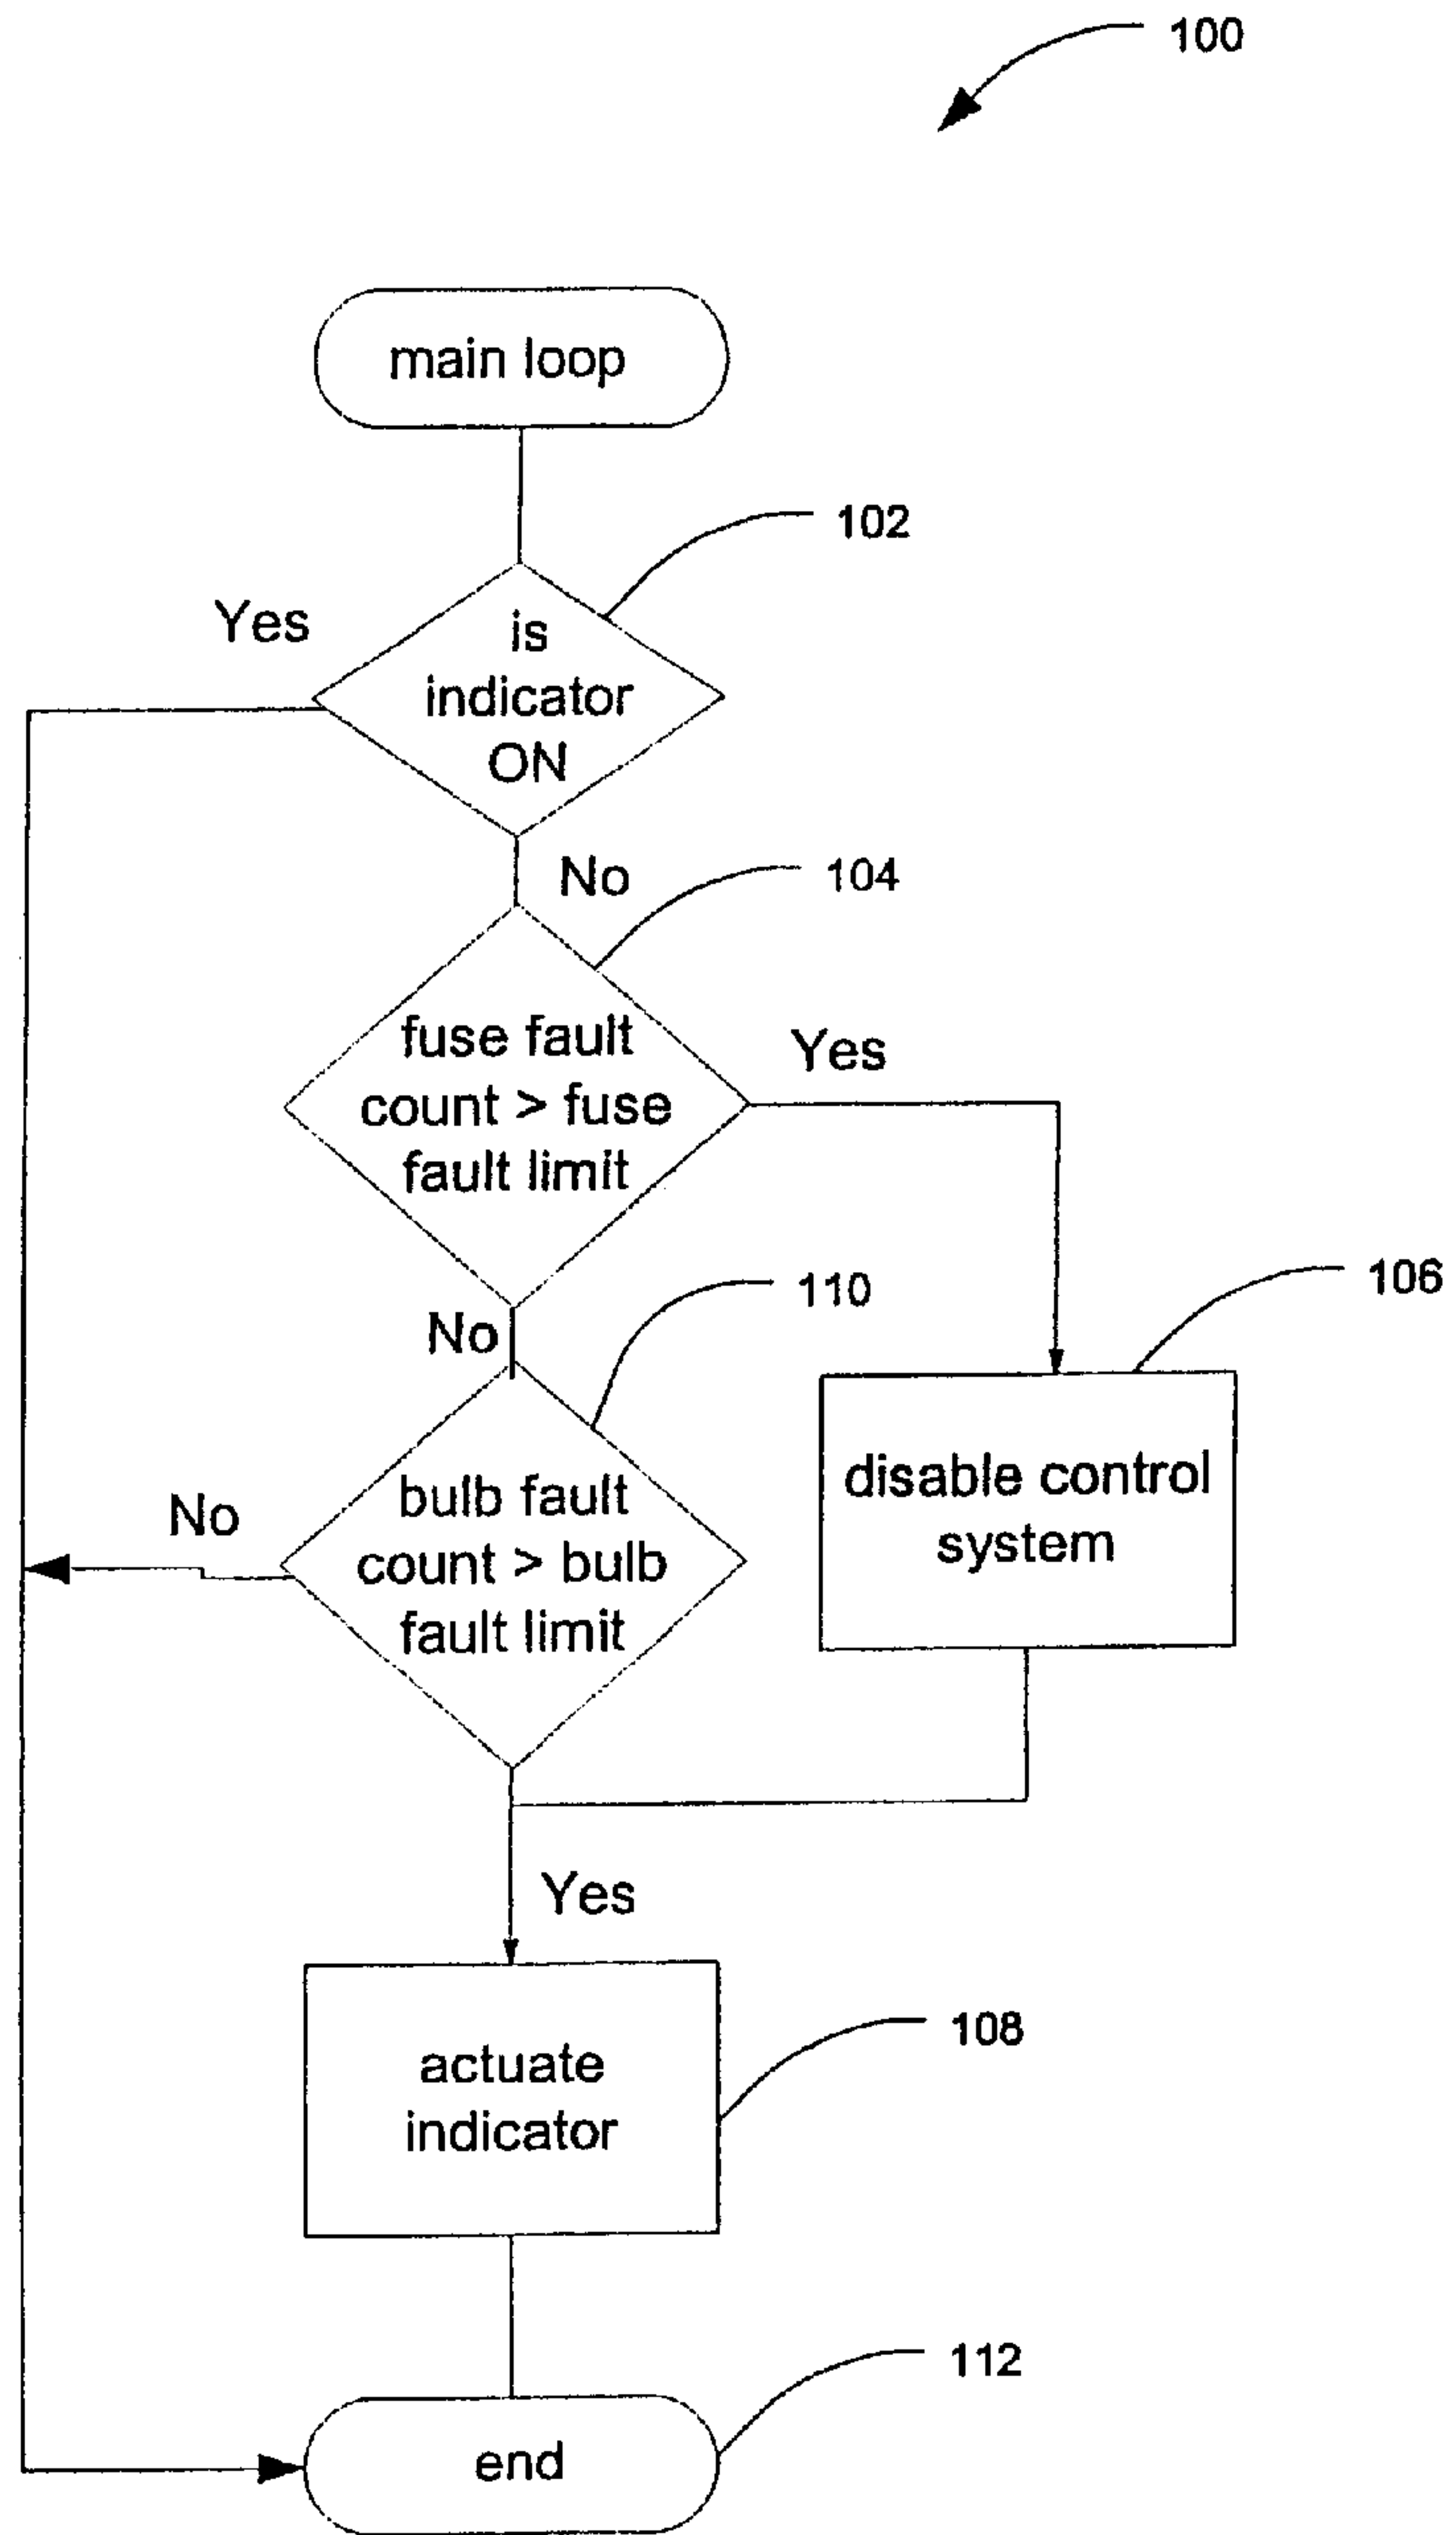 100
main loop
102
Yes
is
indicator
ON
No
104
fuse fault
count > fuse
fault limit
Yes
No
110
106
bulb fault
count > bulb
fault limit
No
disable control
system
Yes
actuate
indicator
108
112
end